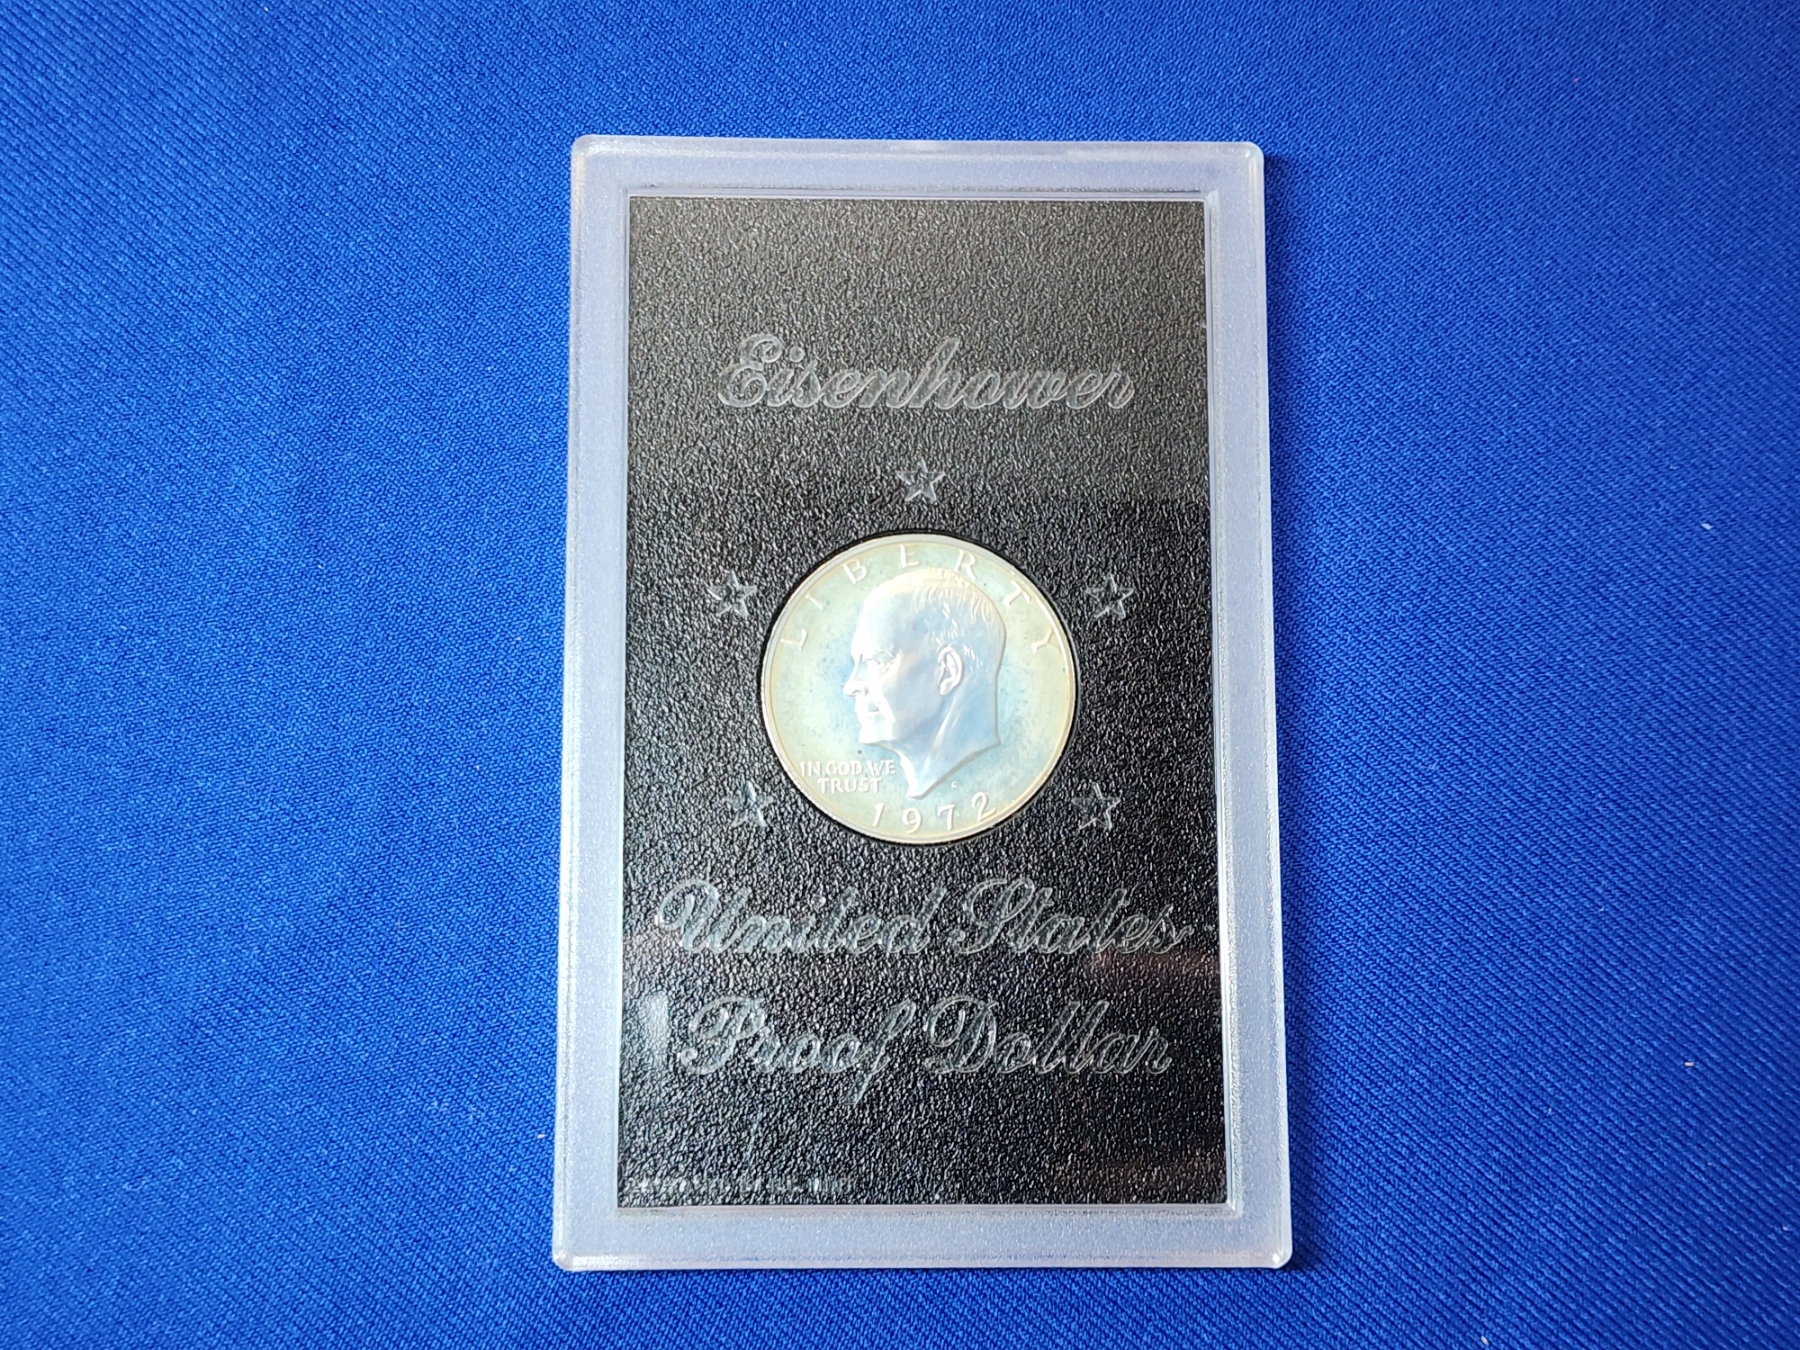 Eisenhower
LIBERTY
IN GOD WE
TRUST
1972
United States
Proof Dollar